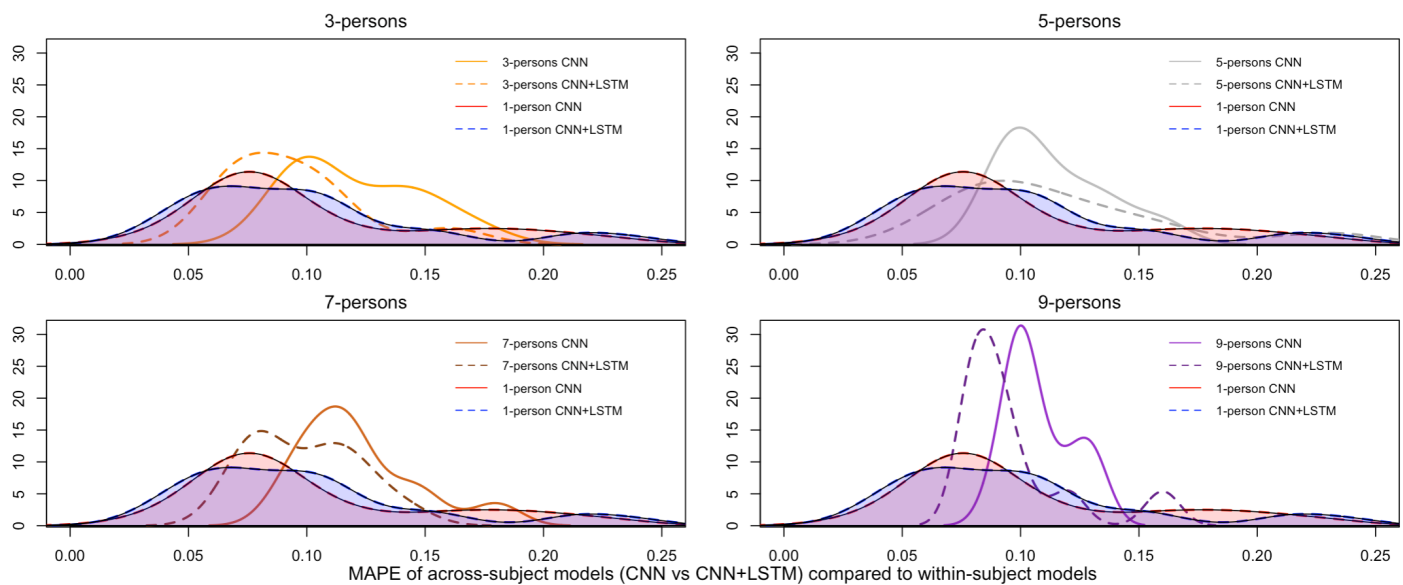 3-persons
30
25
20
15
10
5
0
3-persons CNN
3-persons CNN+LSTM
1-person CNN
1-person CNN+LSTM
0.00 0.05 0.10 0.15 0.20 0.25
5-persons
30
25
20
15
10
5
0
5-persons CNN
5-persons CNN+LSTM
1-person CNN
1-person CNN+LSTM
0.00 0.05 0.10 0.15 0.20 0.25
7-persons
30
25
20
15
10
5
0
7-persons CNN
7-persons CNN+LSTM
1-person CNN
1-person CNN+LSTM
0.00 0.05 0.10 0.15 0.20 0.25
9-persons
30
25
20
15
10
5
0
9-persons CNN
9-persons CNN+LSTM
1-person CNN
1-person CNN+LSTM
0.00 0.05 0.10 0.15 0.20 0.25
MAPE of across-subject models (CNN vs CNN+LSTM) compared to within-subject models